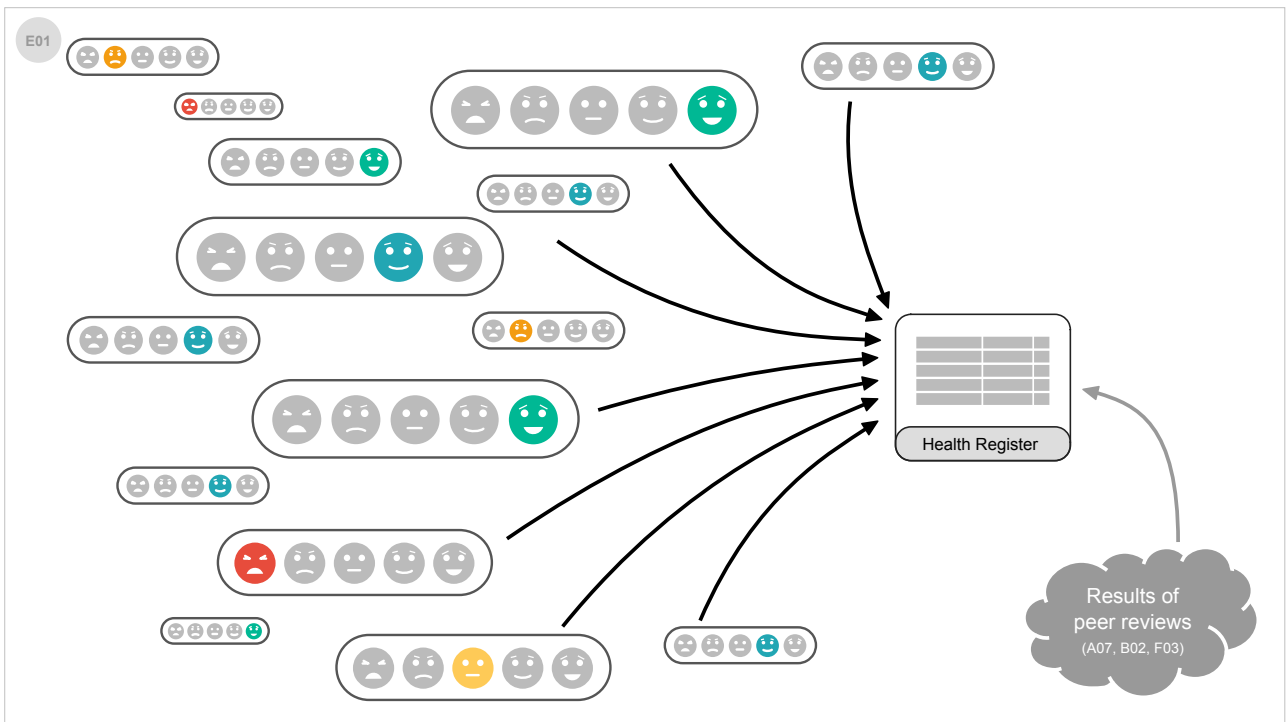 E01
Health Register
Results of
peer reviews
(A07, B02, F03)